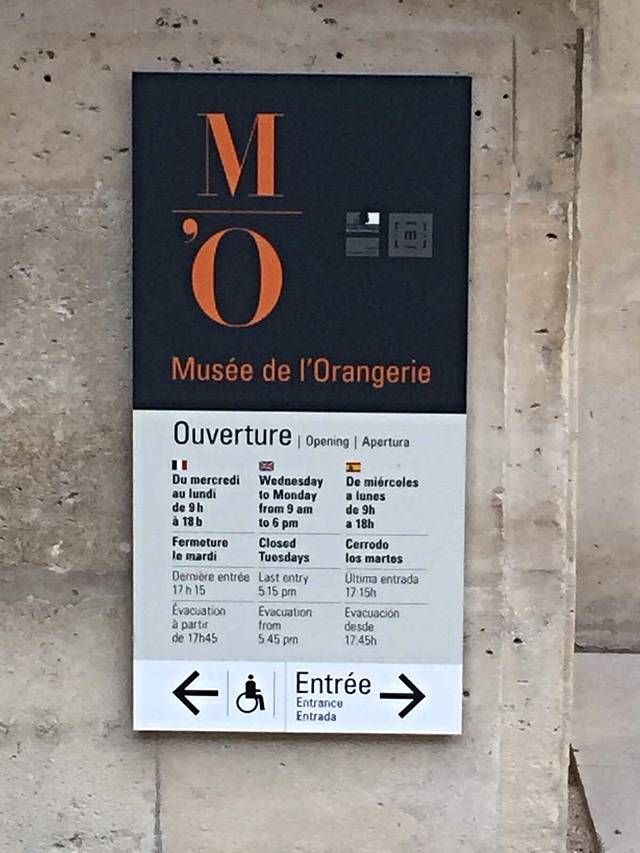 M
'O
Musée de l'Orangerie
Ouverture | Opening | Apertura
Du mercredi
au lundi
de 9h
à 18h
Wednesday
to Monday
from 9 am
to 6 pm
De miércoles
a lunes
de 9h
a 18h
Fermeture
le mardi
Closed
Tuesdays
Cerrado
los martes
Dernière entrée
17h15
Last entry
5.15 pm
Última entrada
17.15h
Évacuation
à partir
de 17h45
Evacuation
from
5.45 pm
Evacuación
desde
17.45h
Entrée
Entrance
Entrada